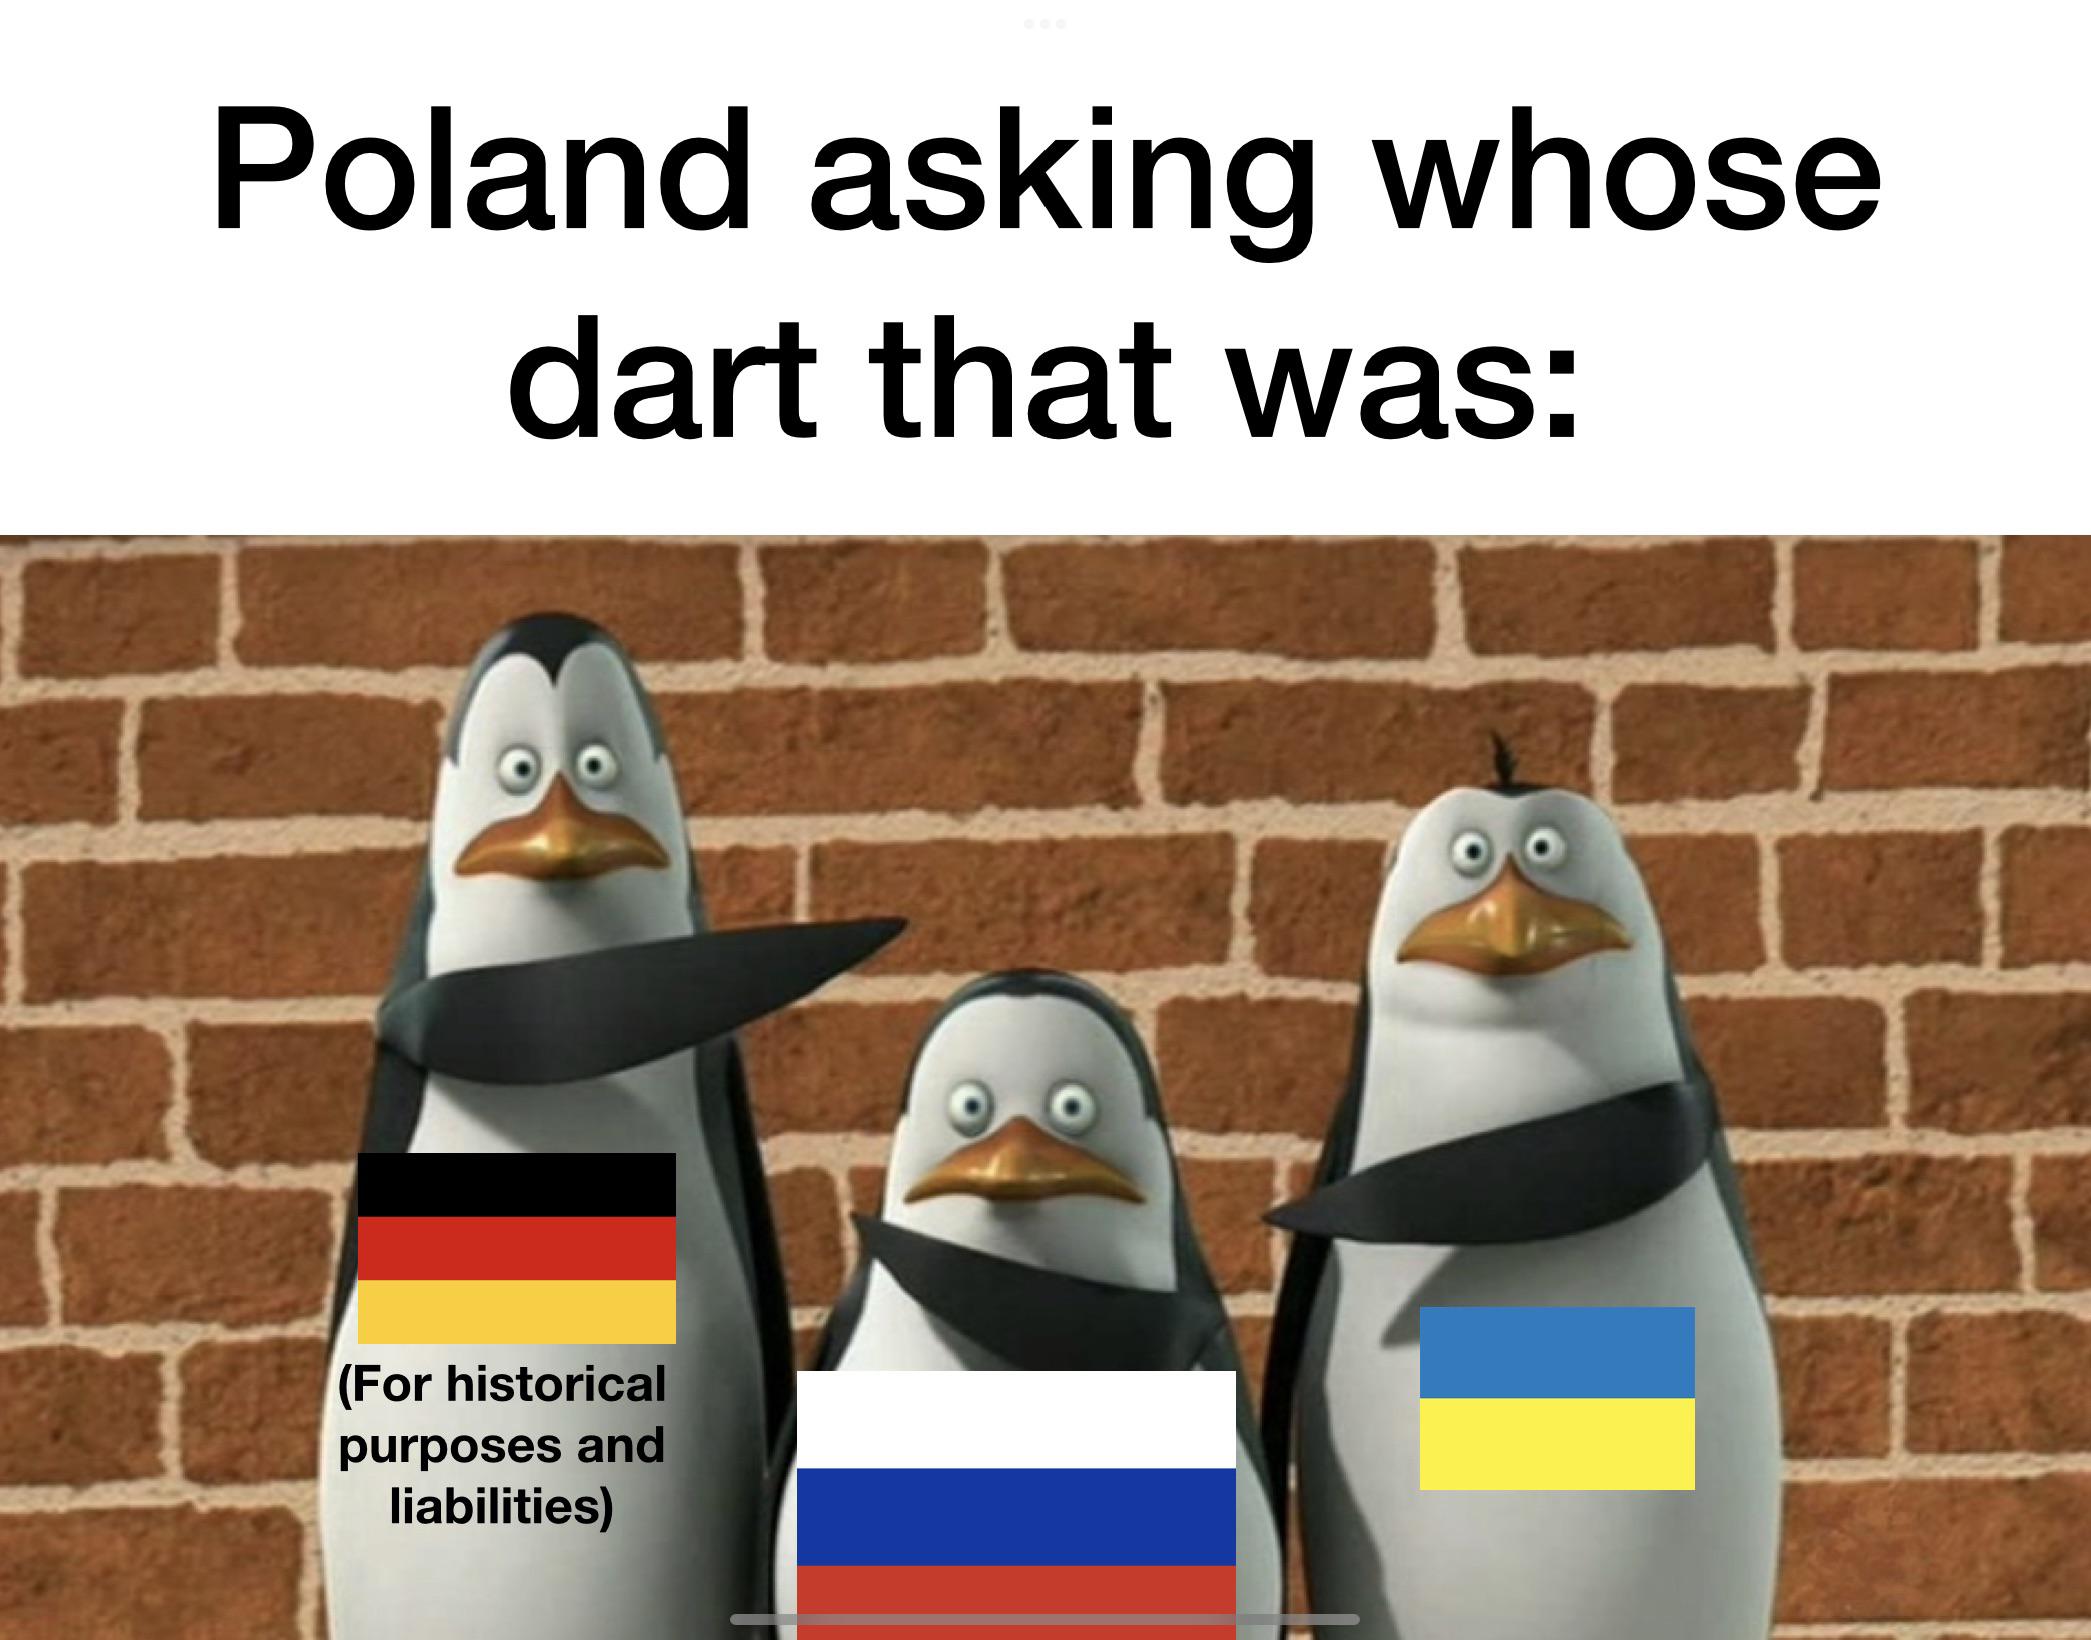 Poland asking whose
dart that was:
(For historical
purposes and
liabilities)